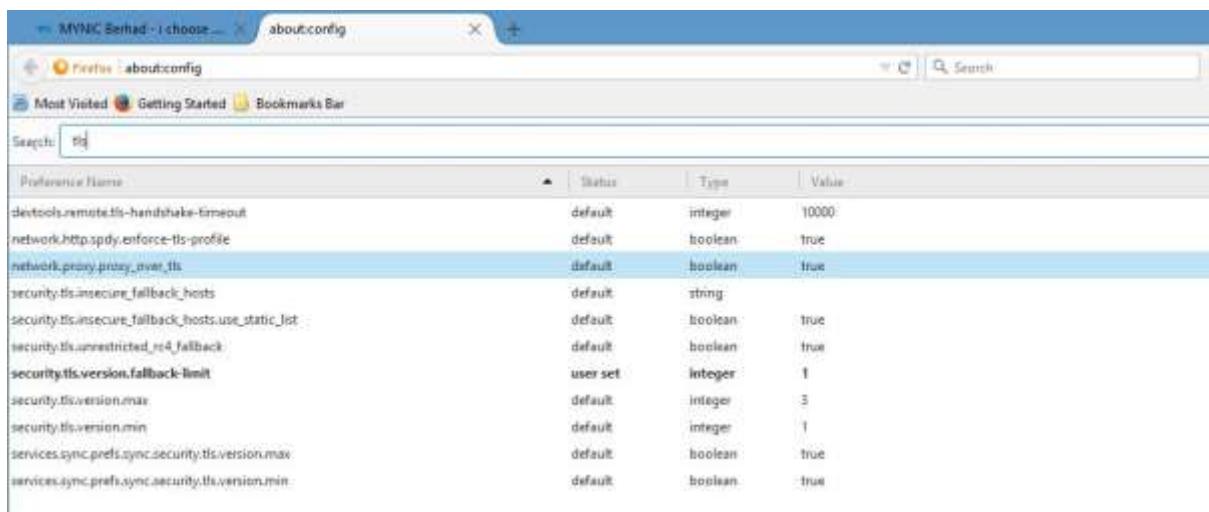 MYNIC Berhad - i choose ... about:config
Firefox about:config Search
Most Visited Getting Started Bookmarks Bar
Search: tls
Preference Name Status Type Value
devtools.remote.tls-handshake-timeout default integer 10000
network.http.spdy.enforce-tls-profile default boolean true
network.proxy.proxy_over_tls default boolean true
security.tls.insecure_fallback_hosts default string
security.tls.insecure_fallback_hosts.use_static_list default boolean true
security.tls.unrestricted_rc4_fallback default boolean true
security.tls.version.fallback-limit user set integer 1
security.tls.version.max default integer 3
security.tls.version.min default integer 1
services.sync.prefs.sync.security.tls.version.max default boolean true
services.sync.prefs.sync.security.tls.version.min default boolean true